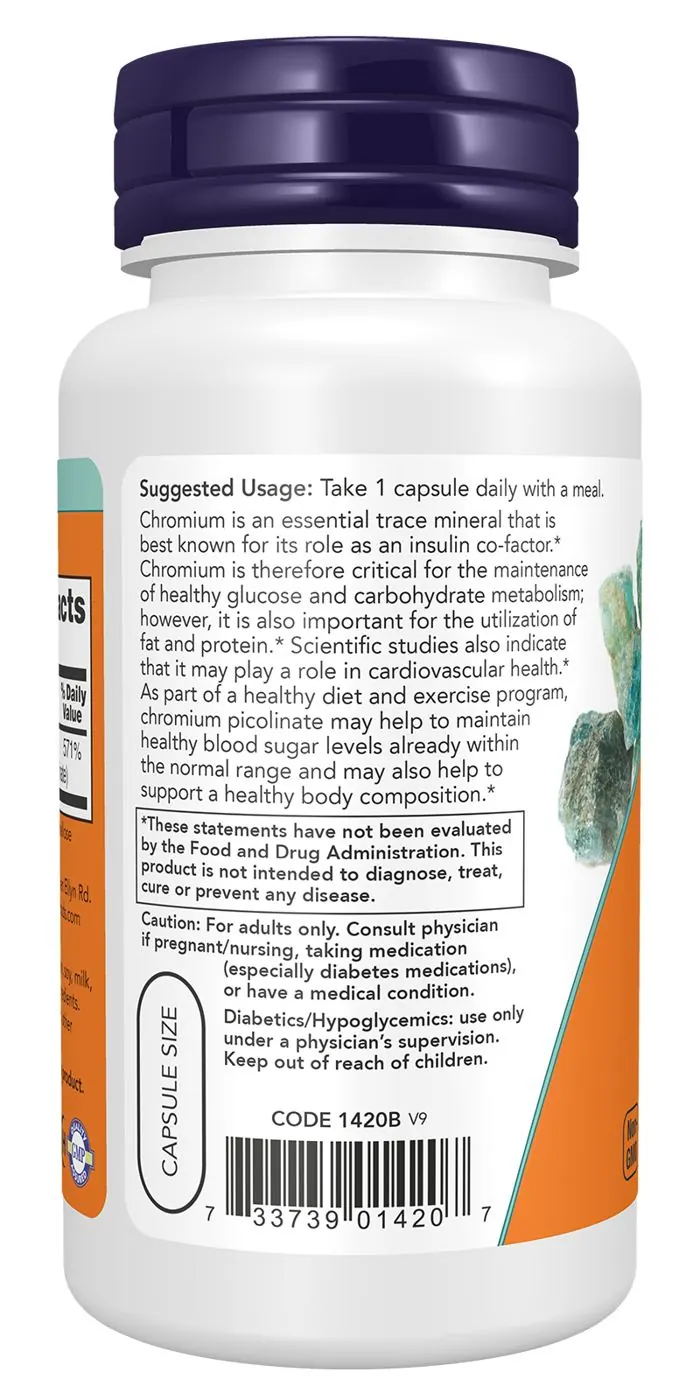 Suggested Usage: Take 1 capsule daily with a meal.
Chromium is an essential trace mineral that is
best known for its role as an insulin co-factor.*
Chromium is therefore critical for the maintenance
of healthy glucose and carbohydrate metabolism;
however, it is also important for the utilization of
fat and protein.* Scientific studies also indicate
that it may play a role in cardiovascular health.*
As part of a healthy diet and exercise program,
chromium picolinate may help to maintain
healthy blood sugar levels already within
the normal range and may also help to
support a healthy body composition.*
*These statements have not been evaluated
by the Food and Drug Administration. This
product is not intended to diagnose, treat,
cure or prevent any disease.
Caution: For adults only. Consult physician
if pregnant/nursing, taking medication
(especially diabetes medications),
or have a medical condition.
Diabetics/Hypoglycemics: use only
under a physician's supervision.
Keep out of reach of children.
CAPSULE SIZE
CODE 1420B V9
7 33739 01420 7
% Daily
Value
571%
Ellyn Rd.
soy, milk,
product.
GMP
Non-
GMO